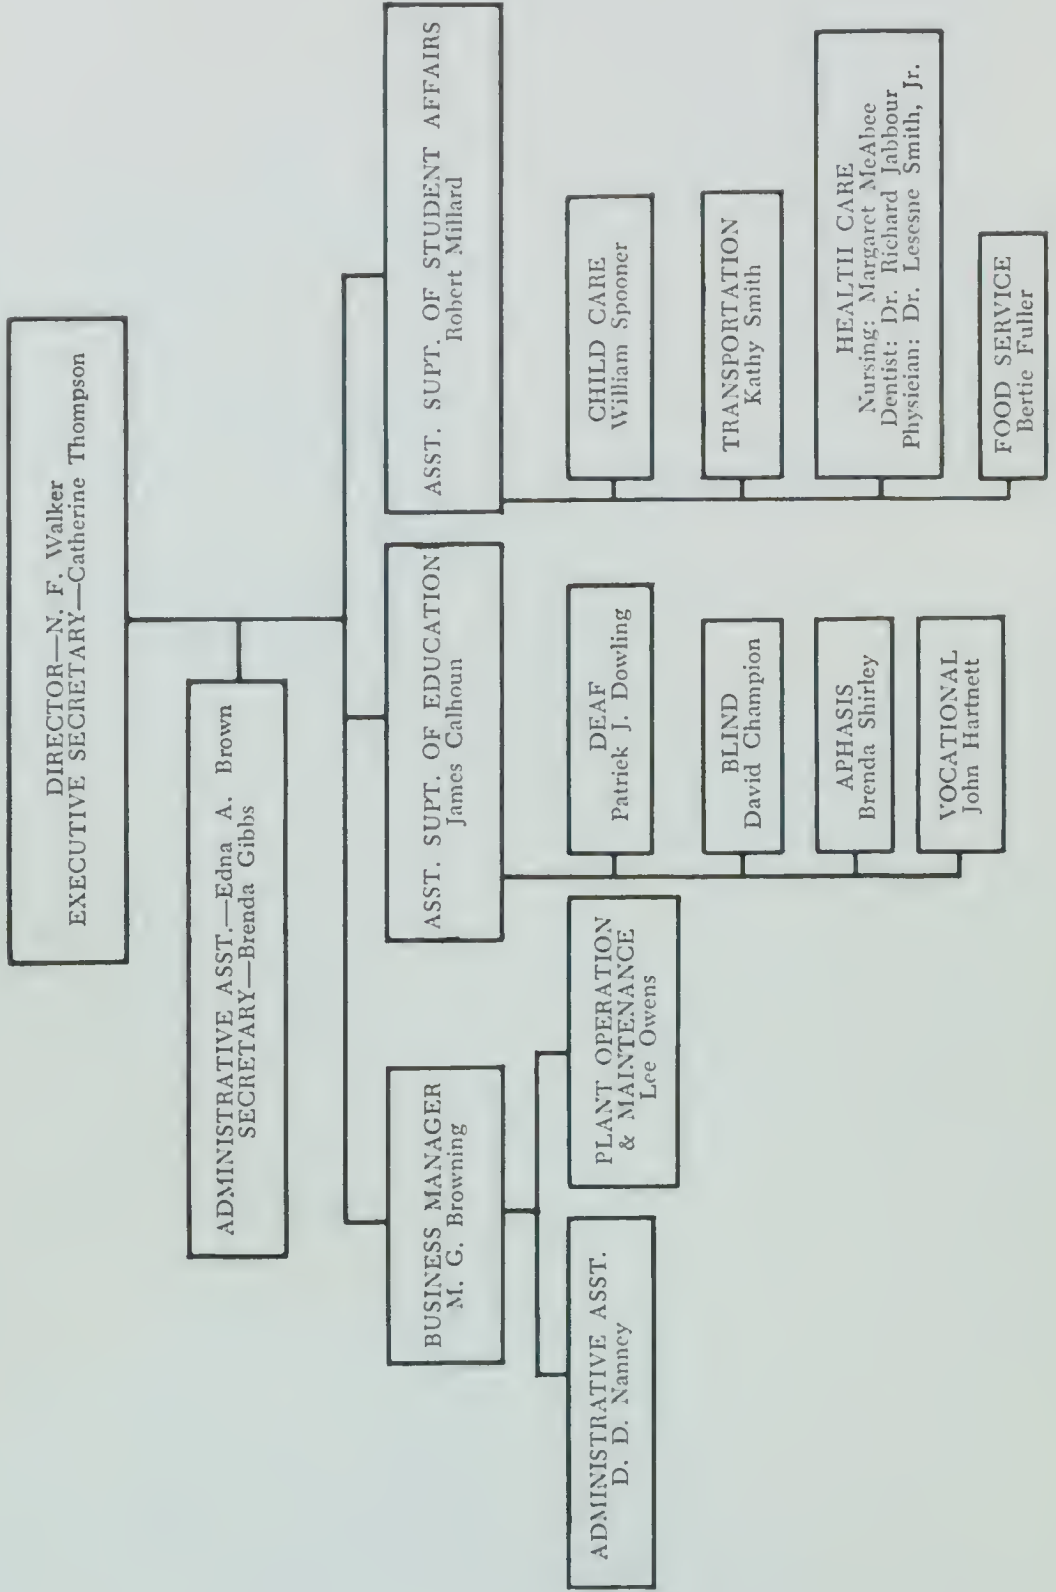 DIRECTOR—N. F. Walker
EXECUTIVE SECRETARY—Catherine Thompson
ADMINISTRATIVE ASST.—Edna A. Brown
SECRETARY—Brenda Gibbs
BUSINESS MANAGER
M. G. Browning
ADMINISTRATIVE ASST.
D. D. Nanney
PLANT OPERATION
& MAINTENANCE
Lee Owens
ASST. SUPT. OF EDUCATION
James Calhoun
DEAF
Patrick J. Dowling
BLIND
David Champion
APHASIS
Brenda Shirley
VOCATIONAL
John Hartnett
ASST. SUPT. OF STUDENT AFFAIRS
Robert Millard
CHILD CARE
William Spooner
TRANSPORTATION
Kathy Smith
HEALTH CARE
Nursing: Margaret McAbee
Dentist: Dr. Richard Jabbour
Physician: Dr. Lesesne Smith, Jr.
FOOD SERVICE
Bertie Fuller